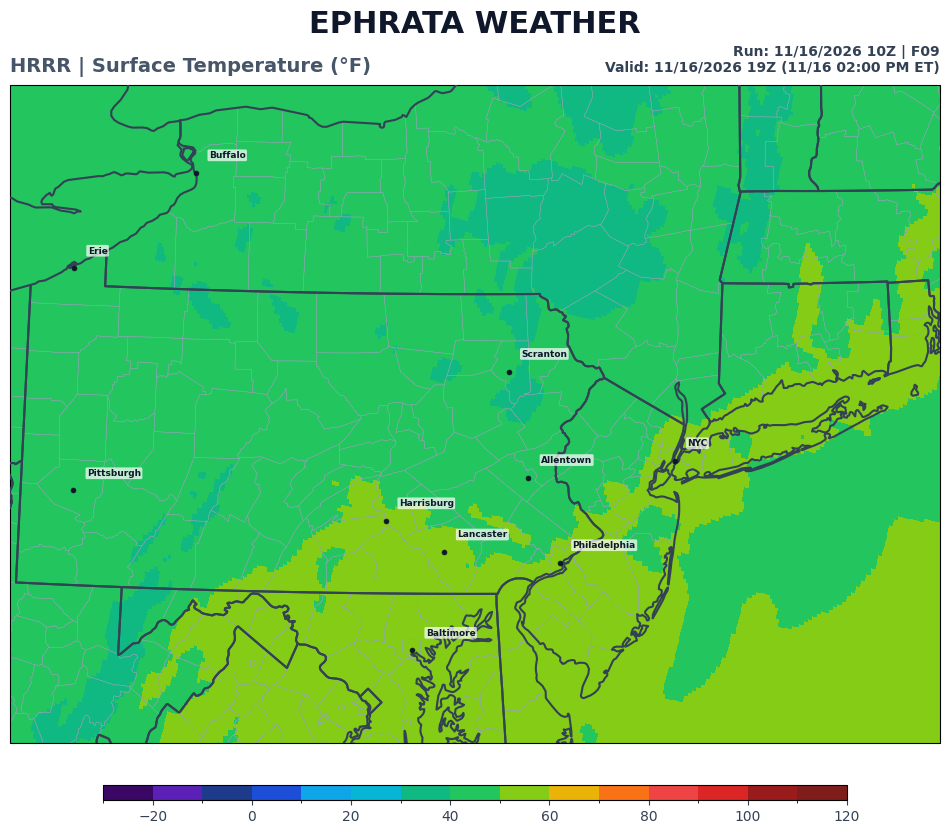 EPHRATA WEATHER
HRRR | Surface Temperature (°F)
Run: 11/16/2026 10Z | F09
Valid: 11/16/2026 19Z (11/16 02:00 PM ET)
Buffalo
Erie
Scranton
NYC
Allentown
Pittsburgh
Harrisburg
Lancaster
Philadelphia
Baltimore
−20 0 20 40 60 80 100 120